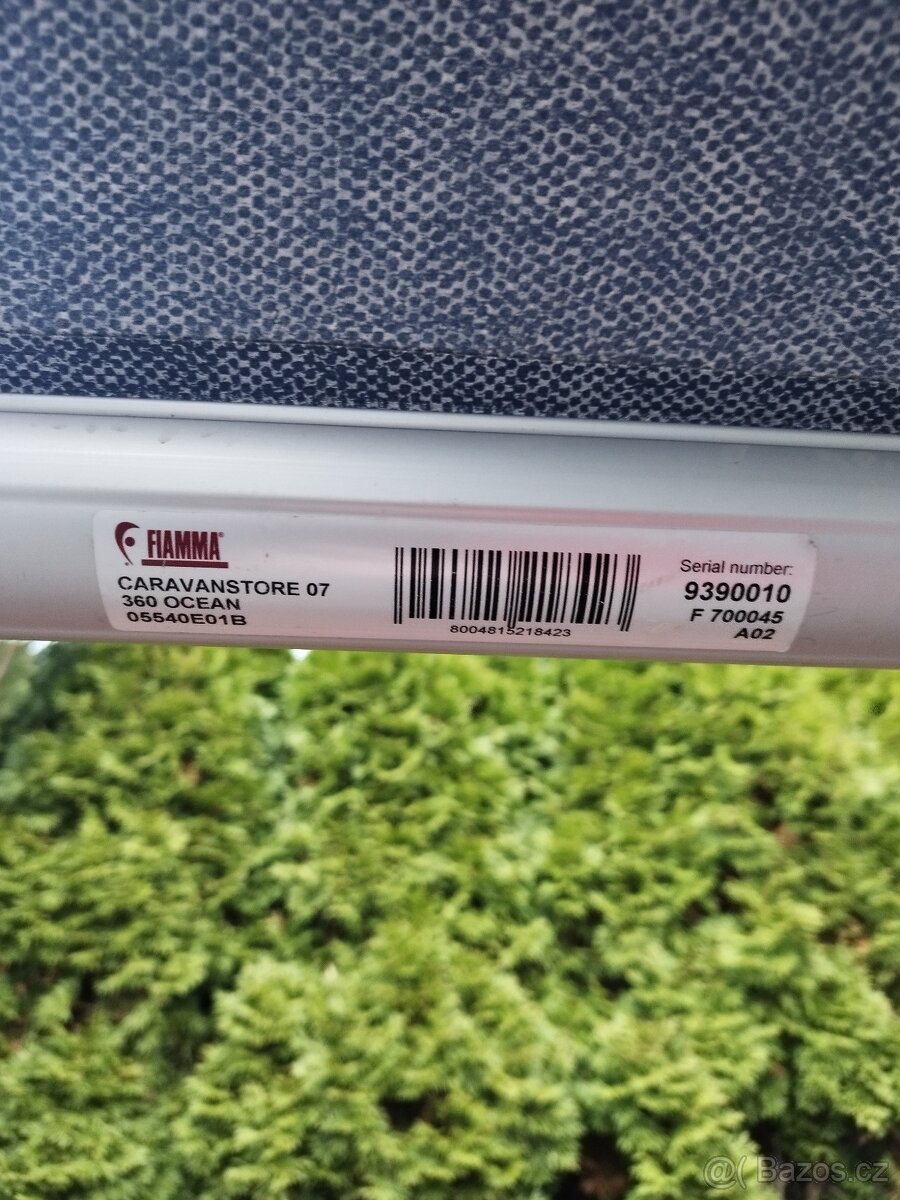 FIAMMA®
CARAVANSTORE 07
360 OCEAN
05540E01B
8004815218423
Serial number:
9390010
F 700045
A02
@( Bazos.cz